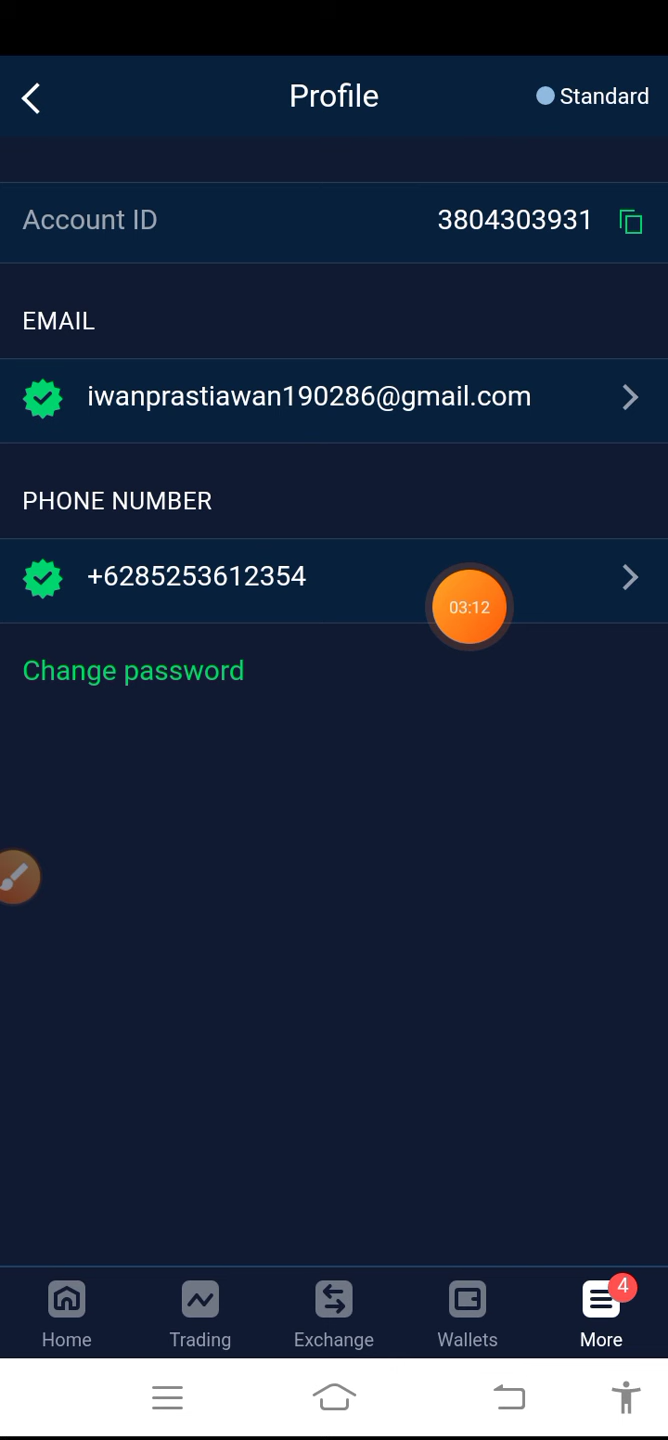 Profile
Standard
Account ID
3804303931
EMAIL
iwanprastiawan190286@gmail.com
PHONE NUMBER
+6285253612354
03:12
Change password
4
Home
Trading
Exchange
Wallets
More